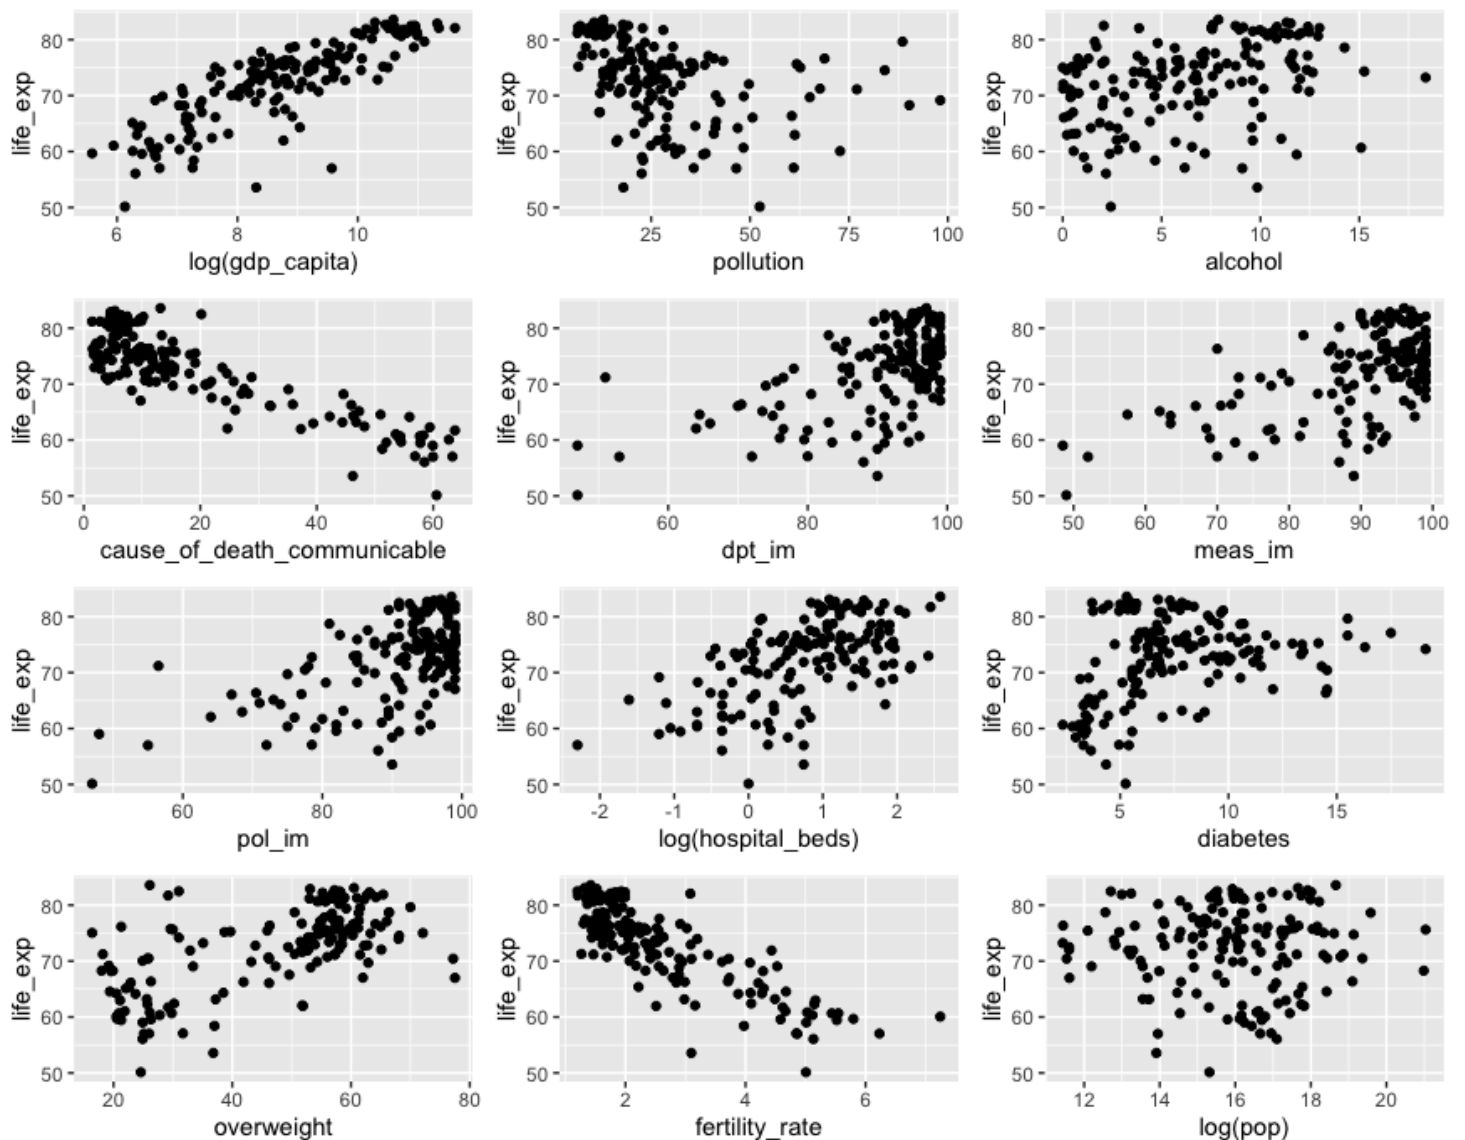 life_exp
80
70
60
50
6 8 10
log(gdp_capita)
life_exp
80
70
60
50
25 50 75 100
pollution
life_exp
80
70
60
50
0 5 10 15
alcohol
life_exp
80
70
60
50
0 20 40 60
cause_of_death_communicable
life_exp
80
70
60
50
60 80 100
dpt_im
life_exp
80
70
60
50
50 60 70 80 90 100
meas_im
life_exp
80
70
60
50
60 80 100
pol_im
life_exp
80
70
60
50
-2 -1 0 1 2
log(hospital_beds)
life_exp
80
70
60
50
5 10 15
diabetes
life_exp
80
70
60
50
20 40 60 80
overweight
life_exp
80
70
60
50
2 4 6
fertility_rate
life_exp
80
70
60
50
12 14 16 18 20
log(pop)